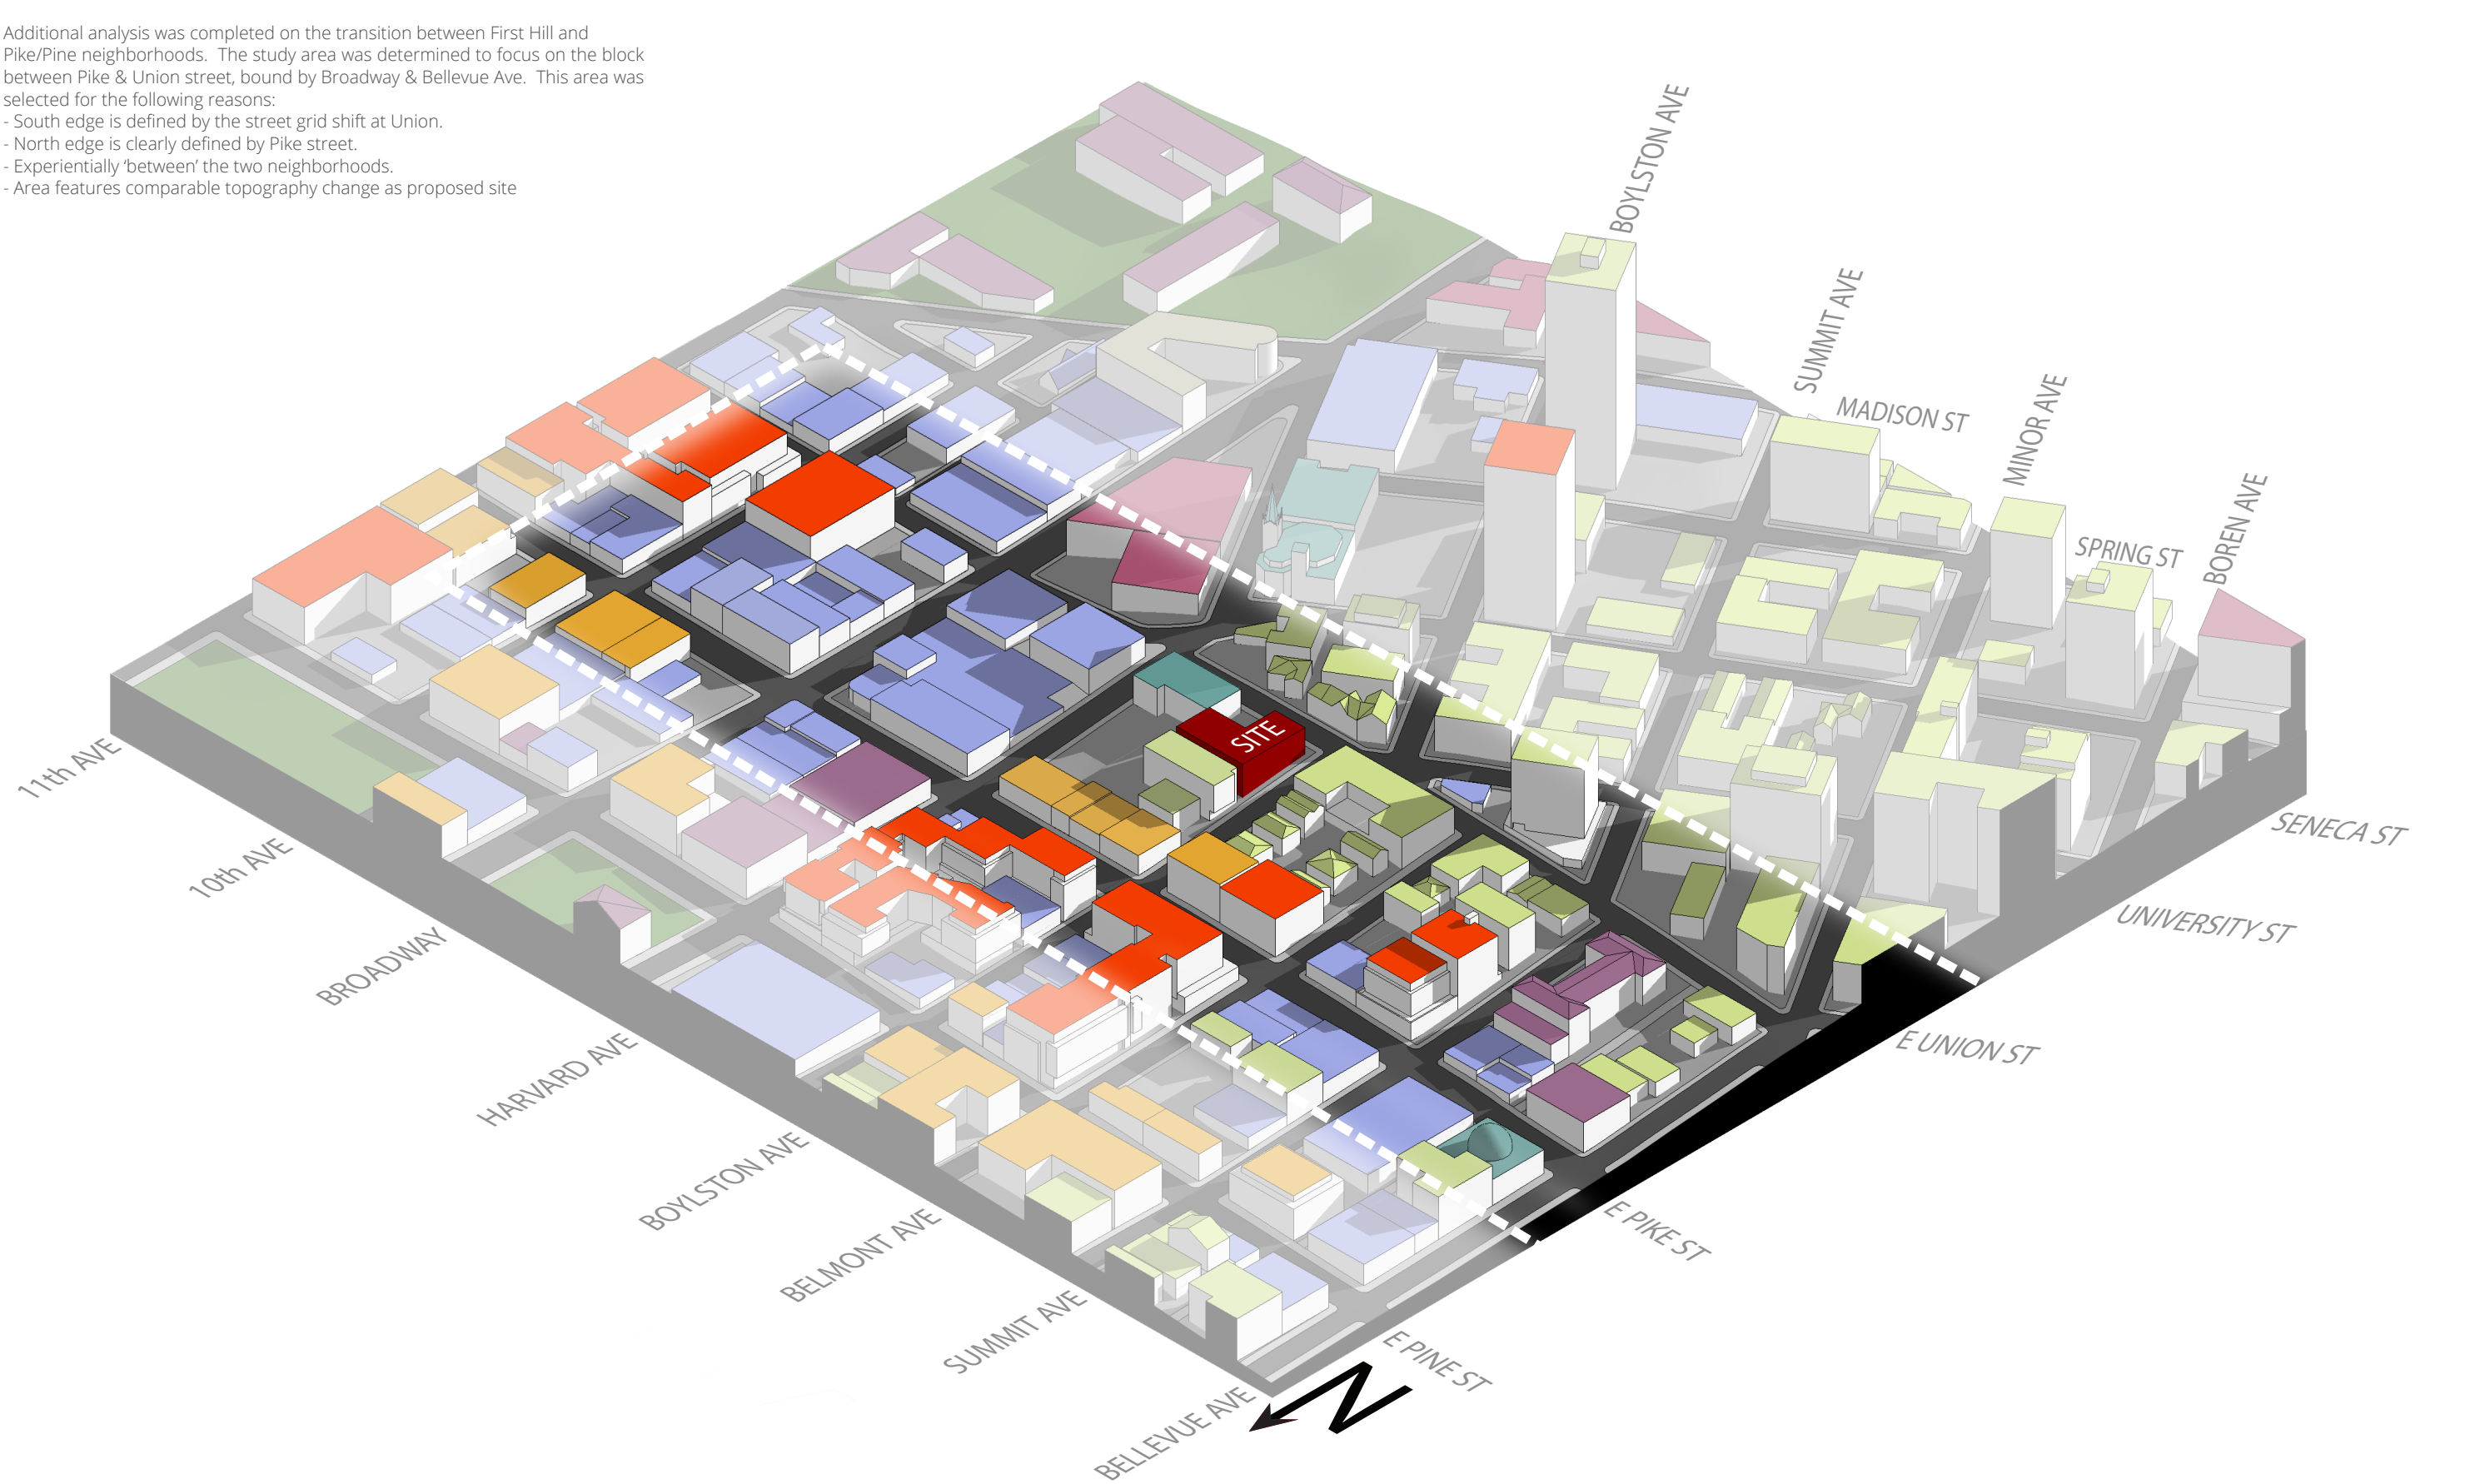 Additional analysis was completed on the transition between First Hill and
Pike/Pine neighborhoods.  The study area was determined to focus on the block
between Pike & Union street, bound by Broadway & Bellevue Ave.  This area was
selected for the following reasons:
- South edge is defined by the street grid shift at Union.
- North edge is clearly defined by Pike street.
- Experientially ‘between’ the two neighborhoods.
- Area features comparable topography change as proposed site
BOYLSTON AVE
SUMMIT AVE
MADISON ST
MINOR AVE
SPRING ST
BOREN AVE
SITE
11th AVE
10th AVE
BROADWAY
HARVARD AVE
BOYLSTON AVE
BELMONT AVE
SUMMIT AVE
BELLEVUE AVE
SENECA ST
UNIVERSITY ST
E UNION ST
E PIKE ST
E PINE ST
N